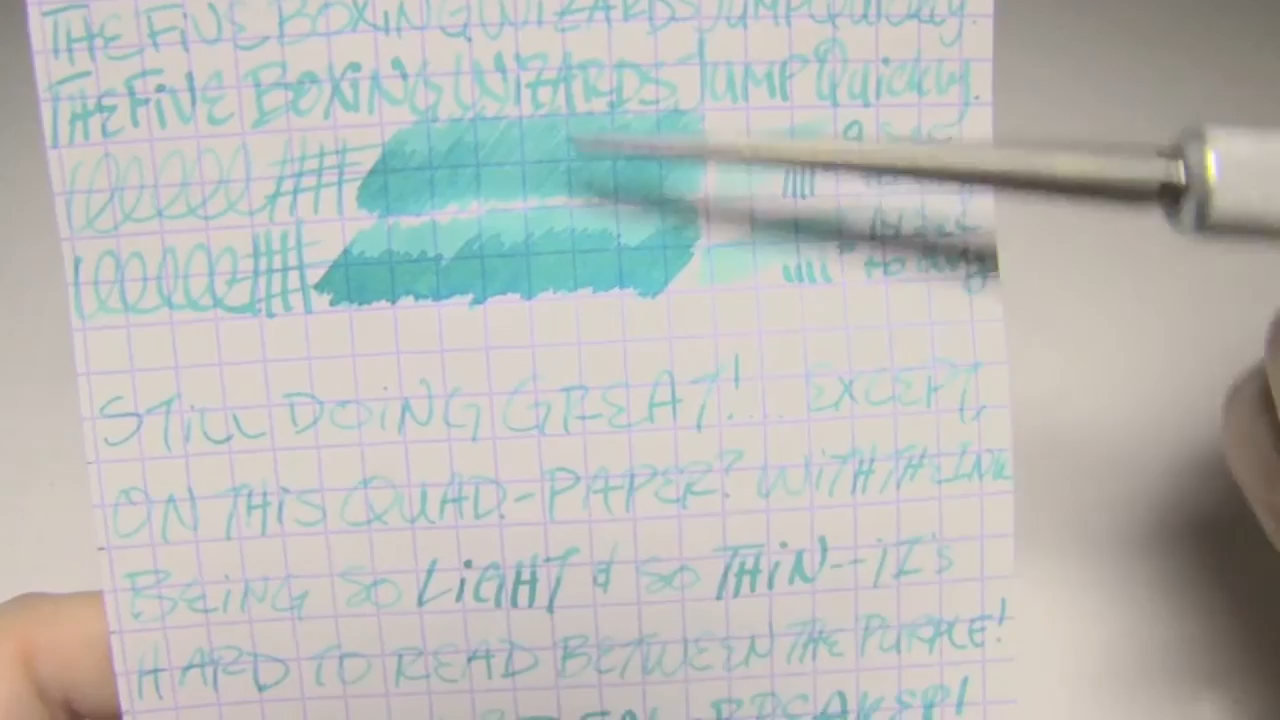 THE FIVE BOXING WIZARDS JUMP Quickly.
THE FIVE BOXING WIZARDS JUMP Quickly.
STILL DOING GREAT!... EXCEPT,
ON THIS QUAD-PAPER? WITH THE INK
BEING SO LIGHT & SO THIN--IT'S
HARD TO READ BETWEEN THE PURPLE!